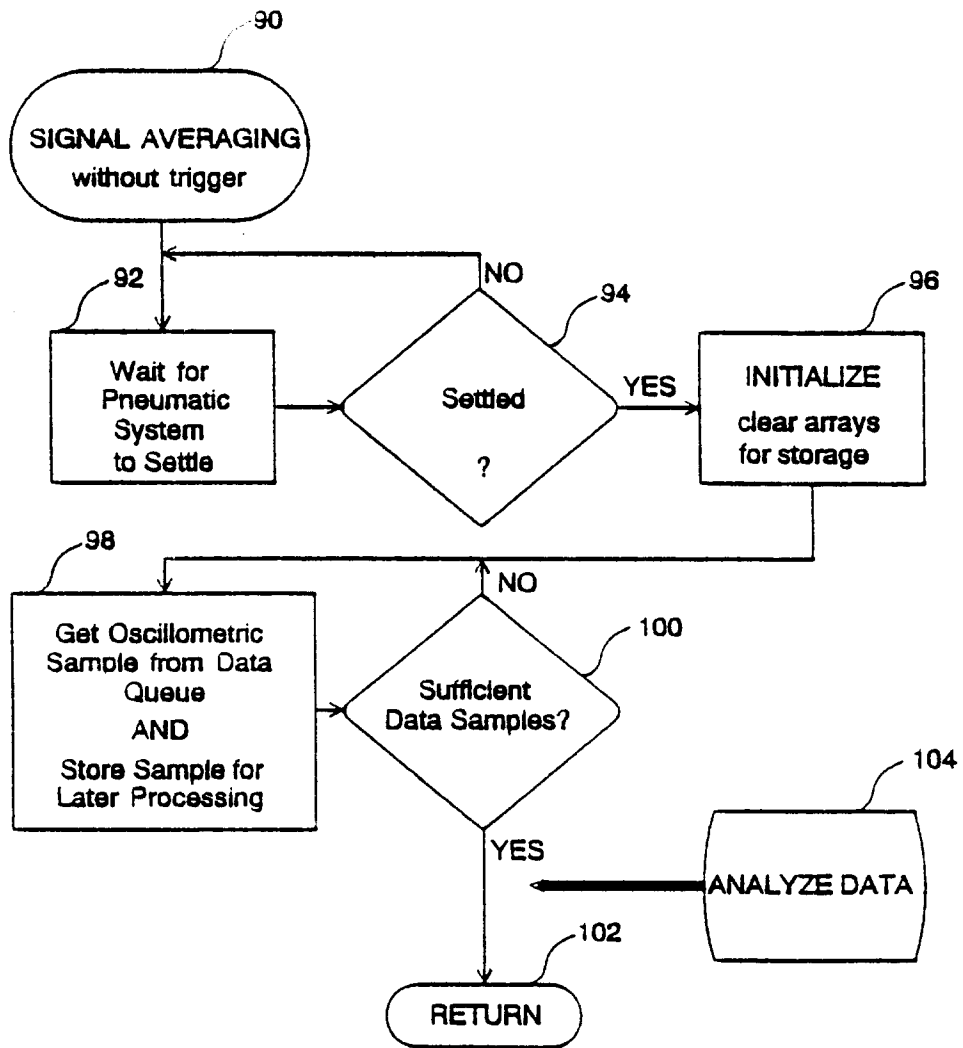 90
SIGNAL AVERAGING
without trigger
NO
92
94
96
Wait for
Pneumatic
System
to Settle
Settled
?
YES
INITIALIZE
clear arrays
for storage
98
NO
100
Get Oscillometric
Sample from Data
Queue
AND
Store Sample for
Later Processing
Sufficient
Data Samples?
104
YES
ANALYZE DATA
102
RETURN